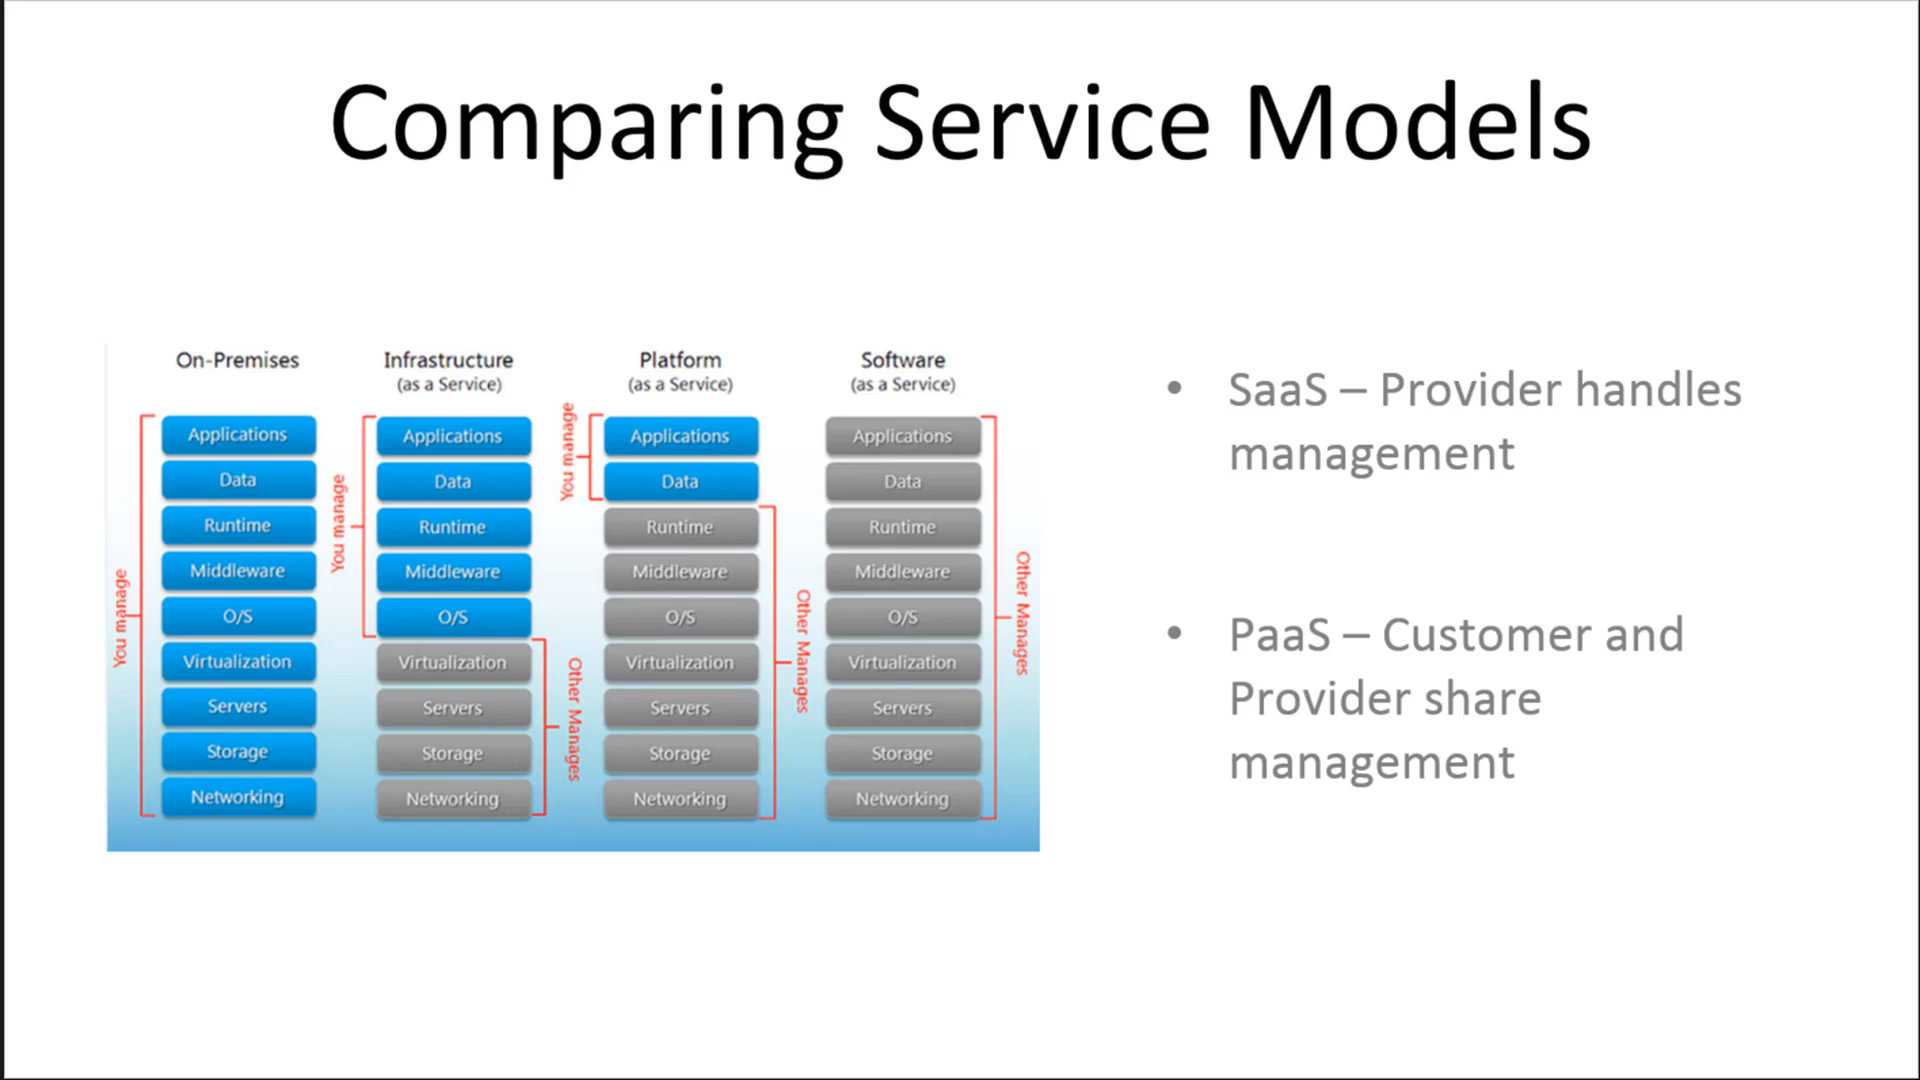 Comparing Service Models
On-Premises
You manage
Applications
Data
Runtime
Middleware
O/S
Virtualization
Servers
Storage
Networking
Infrastructure
(as a Service)
You manage
Applications
Data
Runtime
Middleware
O/S
Virtualization
Servers
Storage
Networking
Other Manages
Platform
(as a Service)
You manage
Applications
Data
Runtime
Middleware
O/S
Virtualization
Servers
Storage
Networking
Other Manages
Software
(as a Service)
Applications
Data
Runtime
Middleware
O/S
Virtualization
Servers
Storage
Networking
Other Manages
• SaaS – Provider handles
management
• PaaS – Customer and
Provider share
management